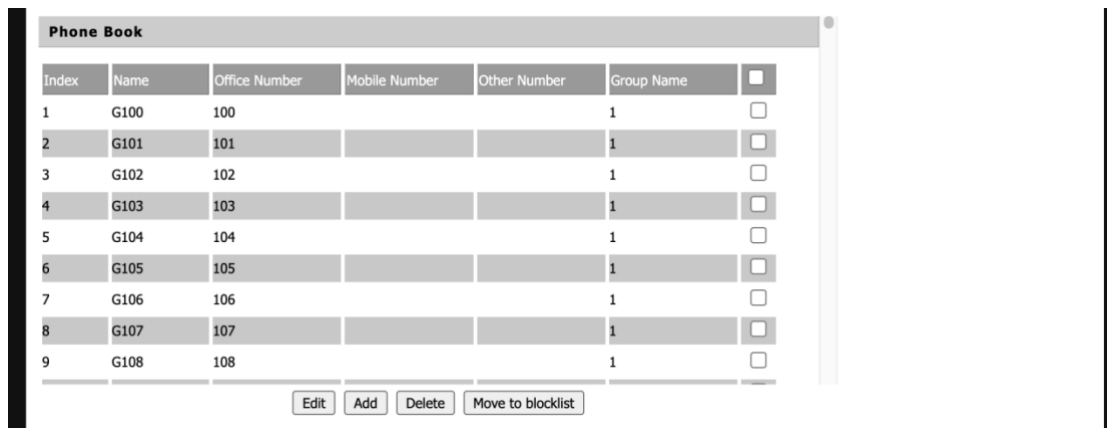 Phone Book
Index Name Office Number Mobile Number Other Number Group Name
1 G100 100 1
2 G101 101 1
3 G102 102 1
4 G103 103 1
5 G104 104 1
6 G105 105 1
7 G106 106 1
8 G107 107 1
9 G108 108 1
Edit Add Delete Move to blocklist